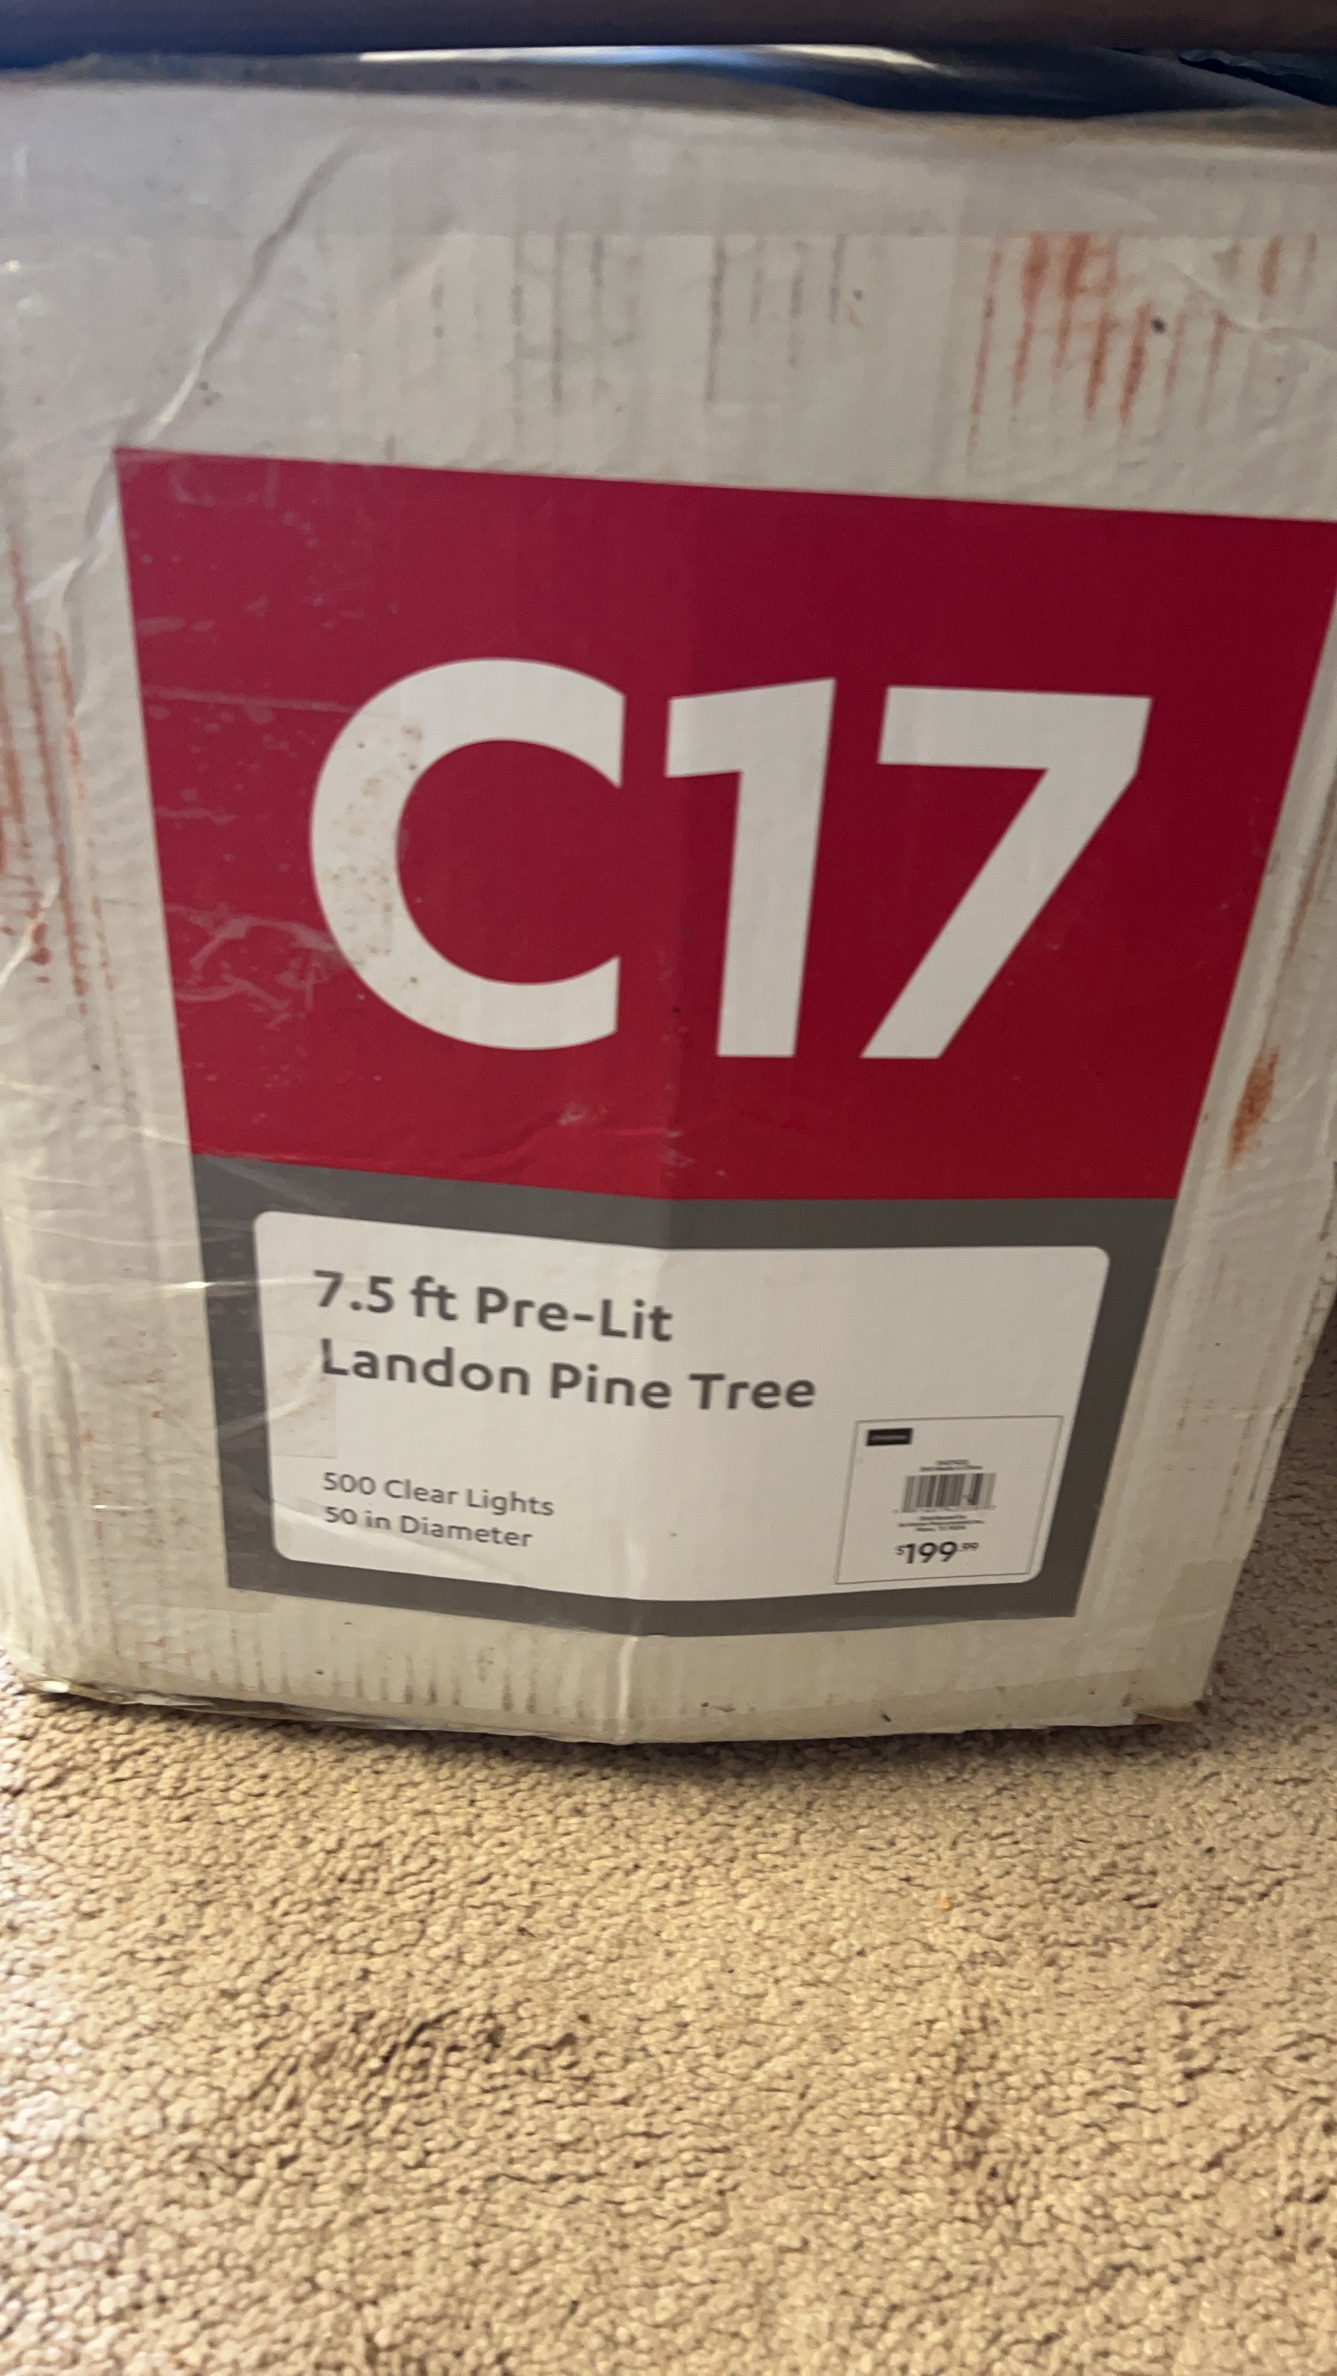 C17
7.5 ft Pre-Lit
Landon Pine Tree
500 Clear Lights
50 in Diameter
$199.99